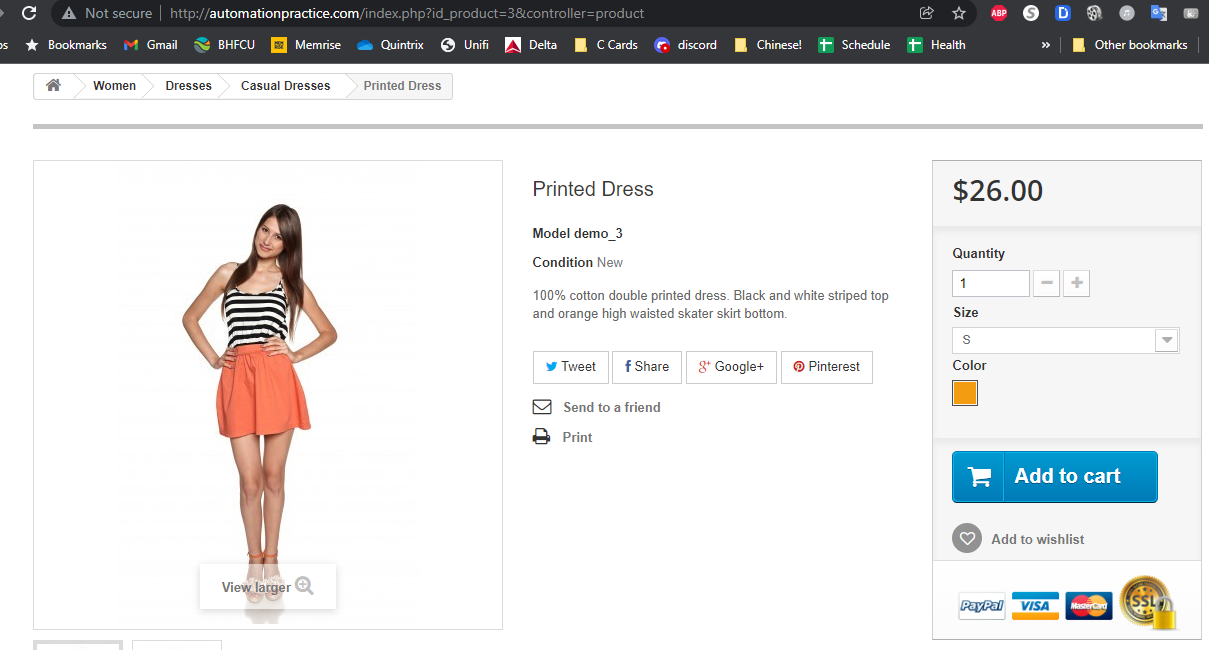 Not secure | http://automationpractice.com/index.php?id_product=3&controller=product
ABP S D
os Bookmarks Gmail BHFCU Memrise Quintrix Unifi Delta C Cards discord Chinese! Schedule Health » Other bookmarks
Women Dresses Casual Dresses Printed Dress
Printed Dress
Model demo_3
Condition New
100% cotton double printed dress. Black and white striped top
and orange high waisted skater skirt bottom.
Tweet Share Google+ Pinterest
Send to a friend
Print
View larger
$26.00
Quantity
1
Size
S
Color
Add to cart
Add to wishlist
PayPal VISA MasterCard SSL